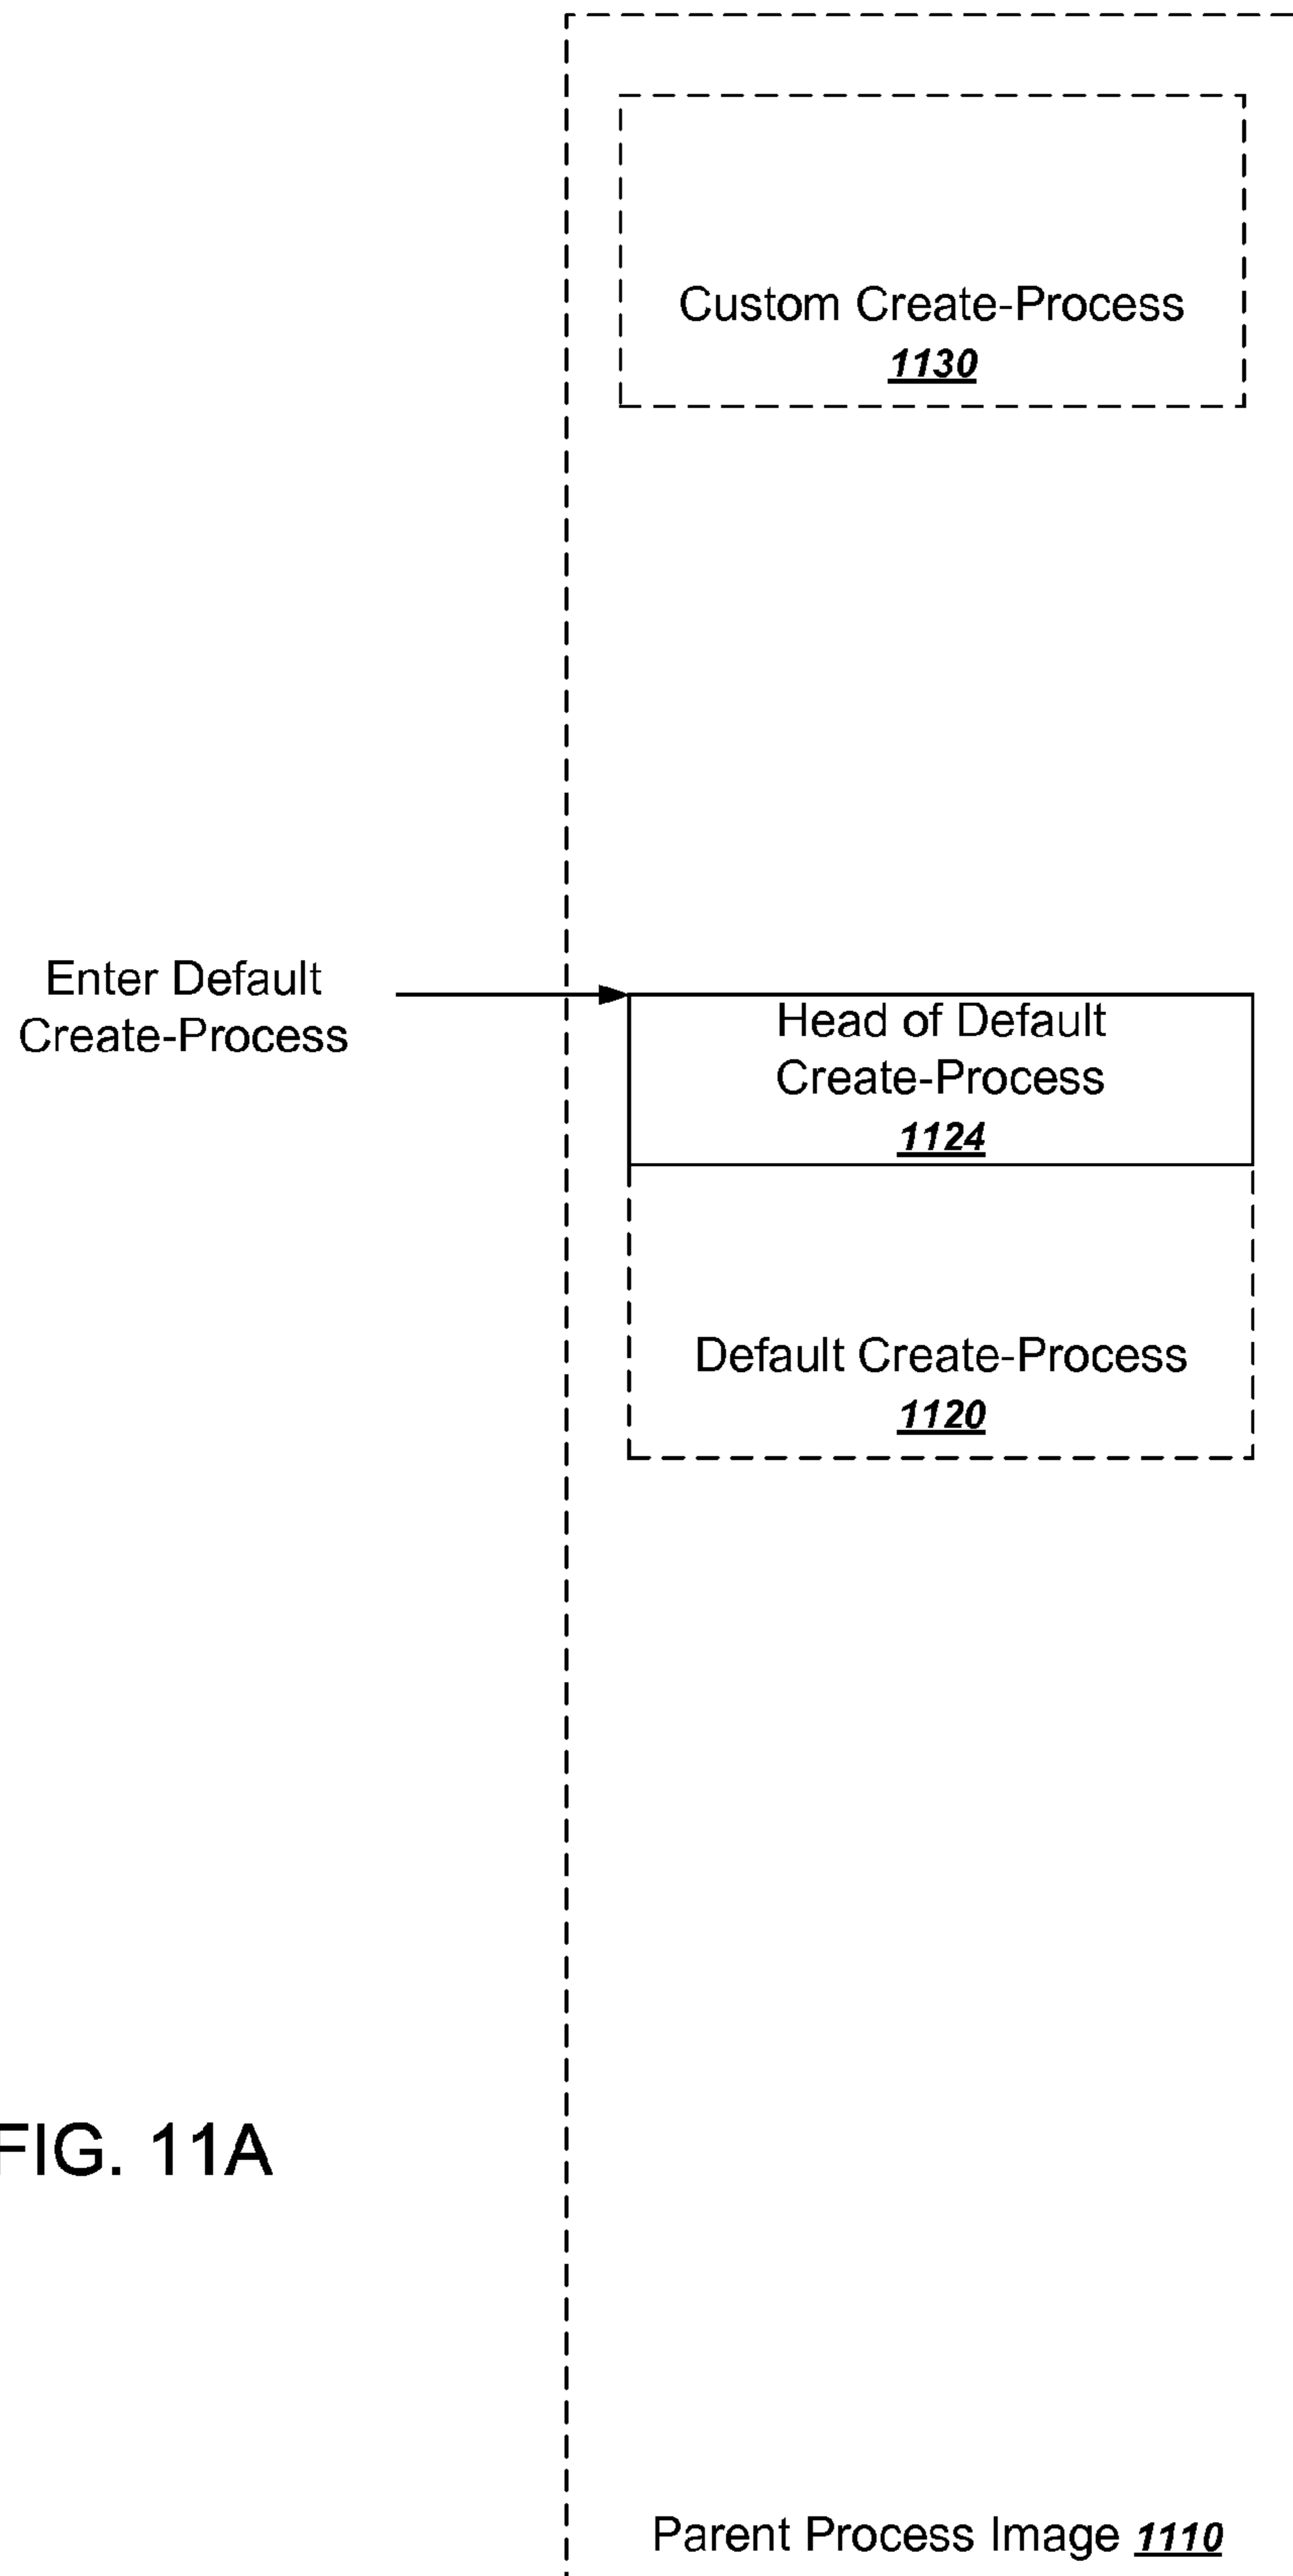 Custom Create-Process
1130
Enter Default
Create-Process
Head of Default
Create-Process
1124
Default Create-Process
1120
FIG. 11A
Parent Process Image 1110